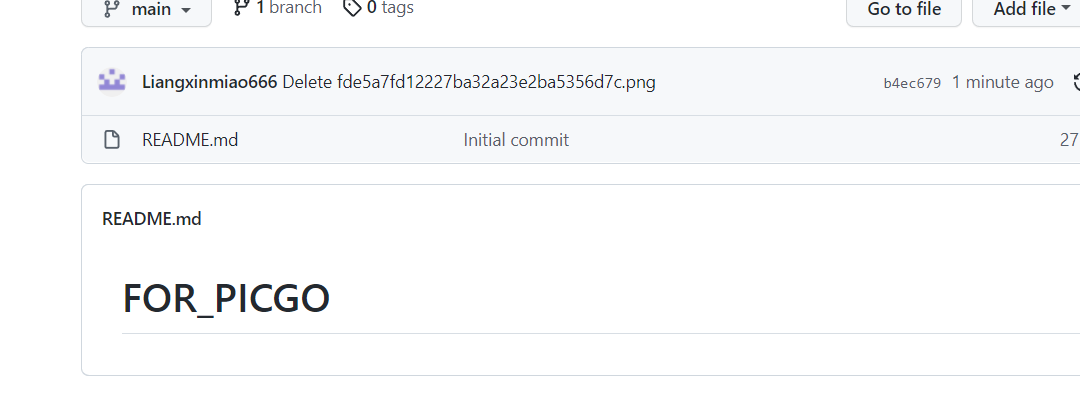 main 1 branch 0 tags Go to file Add file
Liangxinmiao666 Delete fde5a7fd12227ba32a23e2ba5356d7c.png b4ec679 1 minute ago
README.md Initial commit 27
README.md
FOR_PICGO